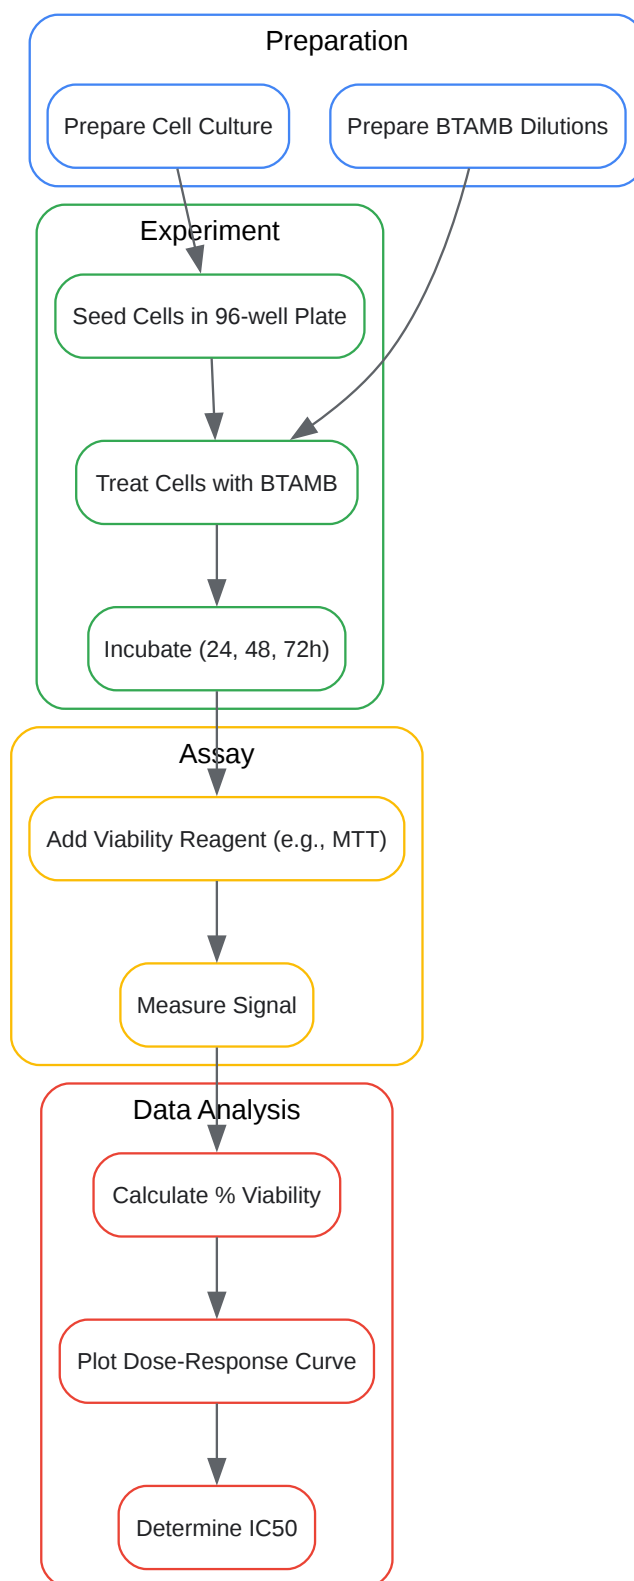 Preparation
Prepare Cell Culture
Prepare BTAMB Dilutions
Experiment
Seed Cells in 96-well Plate
Treat Cells with BTAMB
Incubate (24, 48, 72h)
Assay
Add Viability Reagent (e.g., MTT)
Measure Signal
Data Analysis
Calculate % Viability
Plot Dose-Response Curve
Determine IC50